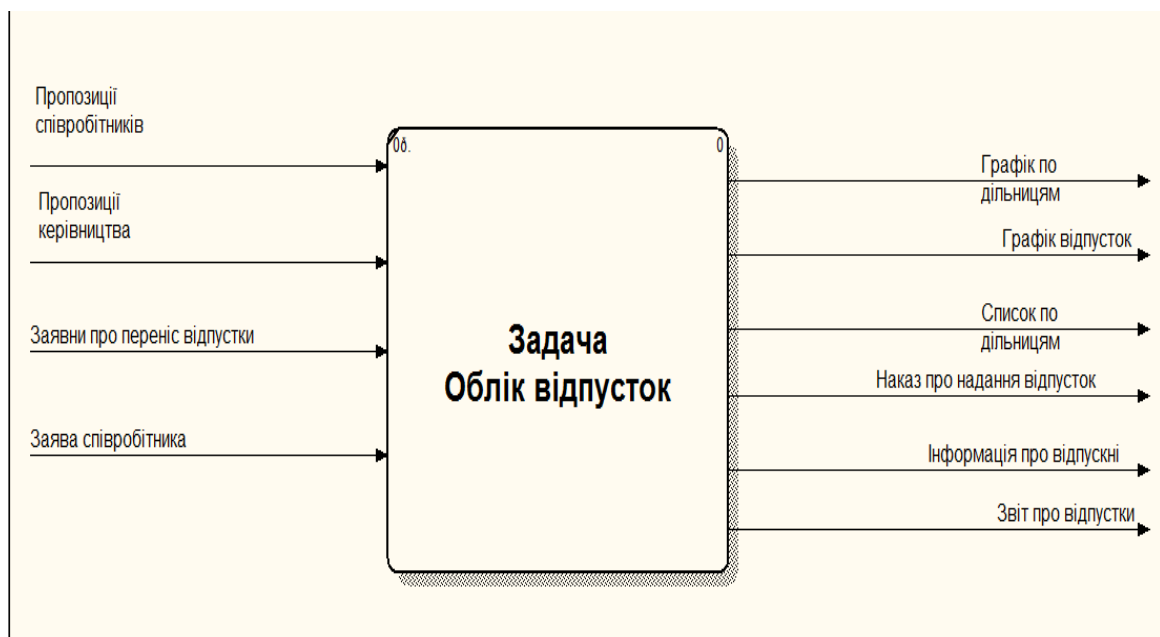 Пропозиції
співробітників
Пропозиції
керівництва
Заявни про переніс відпустки
Заява співробітника
0ð.
0
Задача
Облік відпусток
Графік по
дільницям
Графік відпусток
Список по
дільницям
Наказ про надання відпусток
Інформація про відпускні
Звіт про відпустки